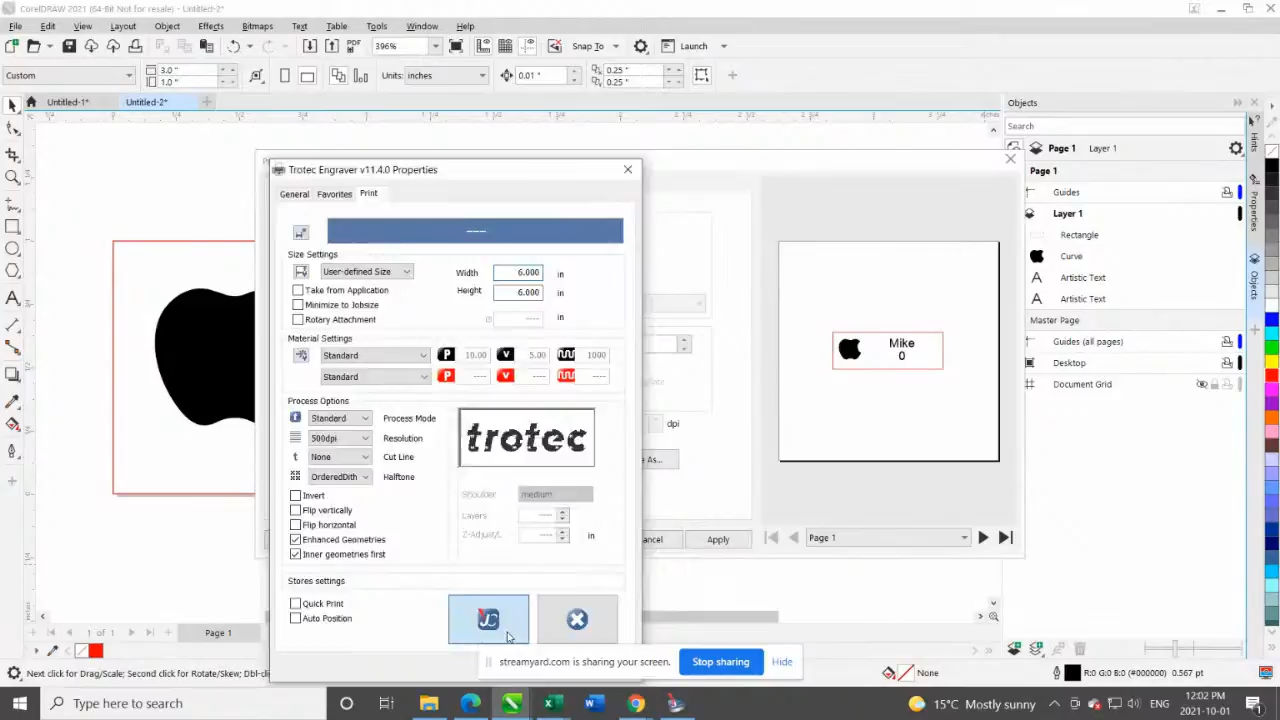 CorelDRAW 2021 (64-Bit Not for resale) - Untitled-2*
File Edit View Layout Object Effects Bitmaps Text Table Tools Window Help
PDF 396% Snap To Launch
Custom 3.0 " 1.0 " Units: inches 0.01 " 0.25 " 0.25 "
Untitled-1* Untitled-2*
Objects
Search
Page 1 Layer 1
Page 1
Guides
Layer 1
Rectangle
Curve
Artistic Text
Artistic Text
Master Page
Guides (all pages)
Desktop
Document Grid
Hints
Properties
Objects
Trotec Engraver v11.4.0 Properties
General Favorites Print
----
Size Settings
User-defined Size Width 6.000 in
Take from Application Height 6.000 in
Minimize to Jobsize
Rotary Attachment ---- in
Material Settings
Standard P 10.00 v 5.00 1000
Standard P ---- v ---- ----
Process Options
Standard Process Mode
500dpi Resolution
None Cut Line
OrderedDith Halftone
trotec
Invert
Flip vertically
Flip horizontal
Enhanced Geometries
Inner geometries first
Shoulder medium
Layers ----
Z-Adjust/L ---- in
Stores settings
Quick Print
Auto Position
JC
dpi
e As...
ancel Apply
Mike
0
Page 1
1 of 1 Page 1
streamyard.com is sharing your screen. Stop sharing Hide
Next click for Drag/Scale; Second click for Rotate/Skew; Dbl-cli
None R:0 G:0 B:0 (#000000) 0.567 pt
Type here to search
15°C Mostly sunny ENG 12:02 PM 2021-10-01